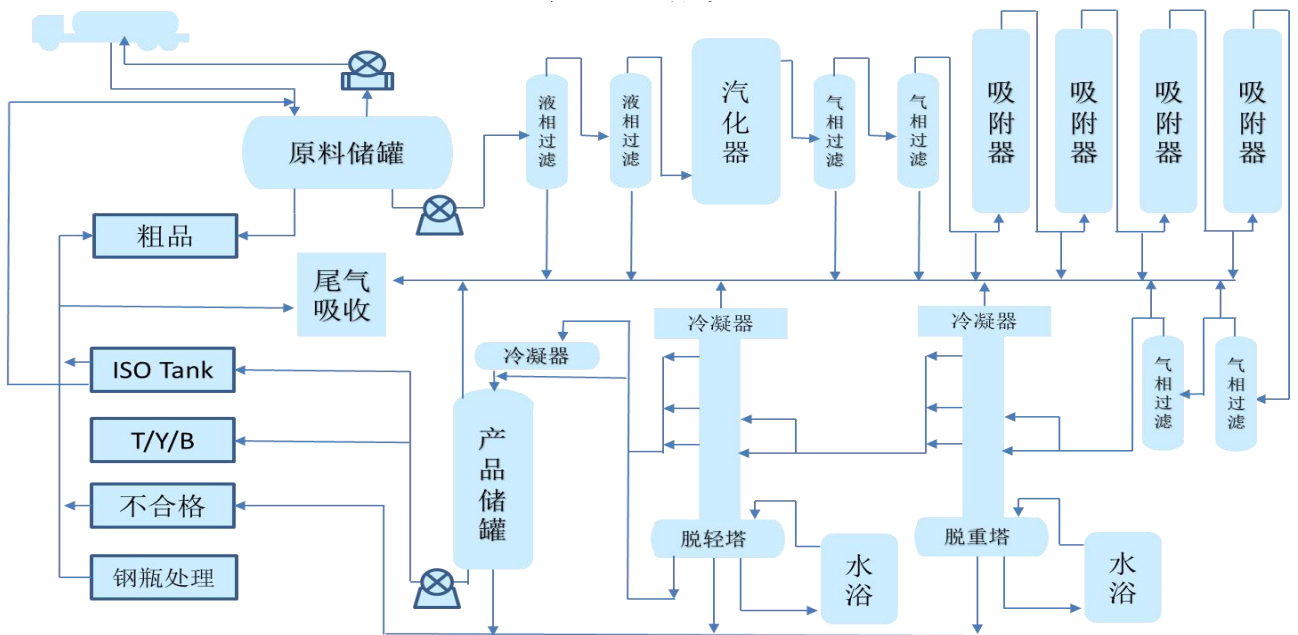 液相过滤
液相过滤
汽化器
气相过滤
气相过滤
吸附器
吸附器
吸附器
吸附器
原料储罐
粗品
尾气
吸收
冷凝器
冷凝器
冷凝器
ISO Tank
气相过滤
气相过滤
T/Y/B
产品储罐
不合格
脱轻塔
脱重塔
钢瓶处理
水浴
水浴